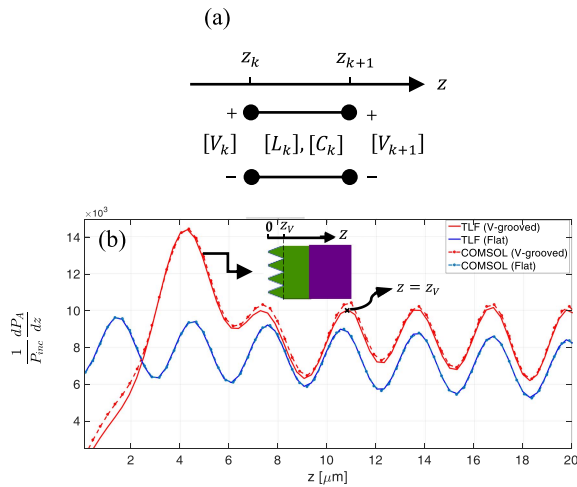 (a)
z_k z_{k+1}
z
+ +
[V_k] [L_k],[C_k] [V_{k+1}]
− −
×10³
(b)
0 z_V z
TLF (V-grooved)
TLF (Flat)
COMSOL (V-grooved)
COMSOL (Flat)
z = z_V
1/P_inc dP_A/dz
14
12
10
8
6
4
2 4 6 8 10 12 14 16 18 20
z [μm]